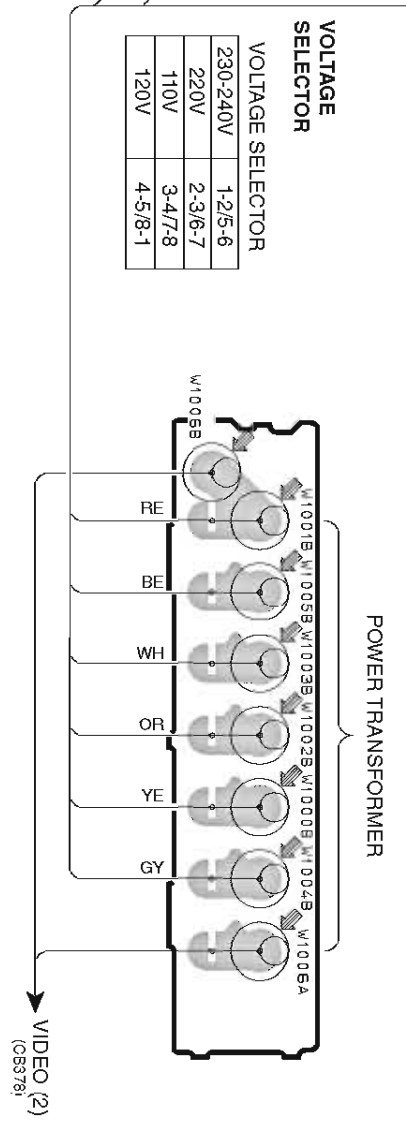 VOLTAGE
SELECTOR
VOLTAGE SELECTOR
230-240V 1-2/5-6
220V 2-3/6-7
110V 3-4/7-8
120V 4-5/8-1
POWER TRANSFORMER
W1006B
W1001B
W1005B
W1003B
W1002B
W1000B
W1004B
W1006A
RE
BE
WH
OR
YE
GY
VIDEO (2)
(CB378)